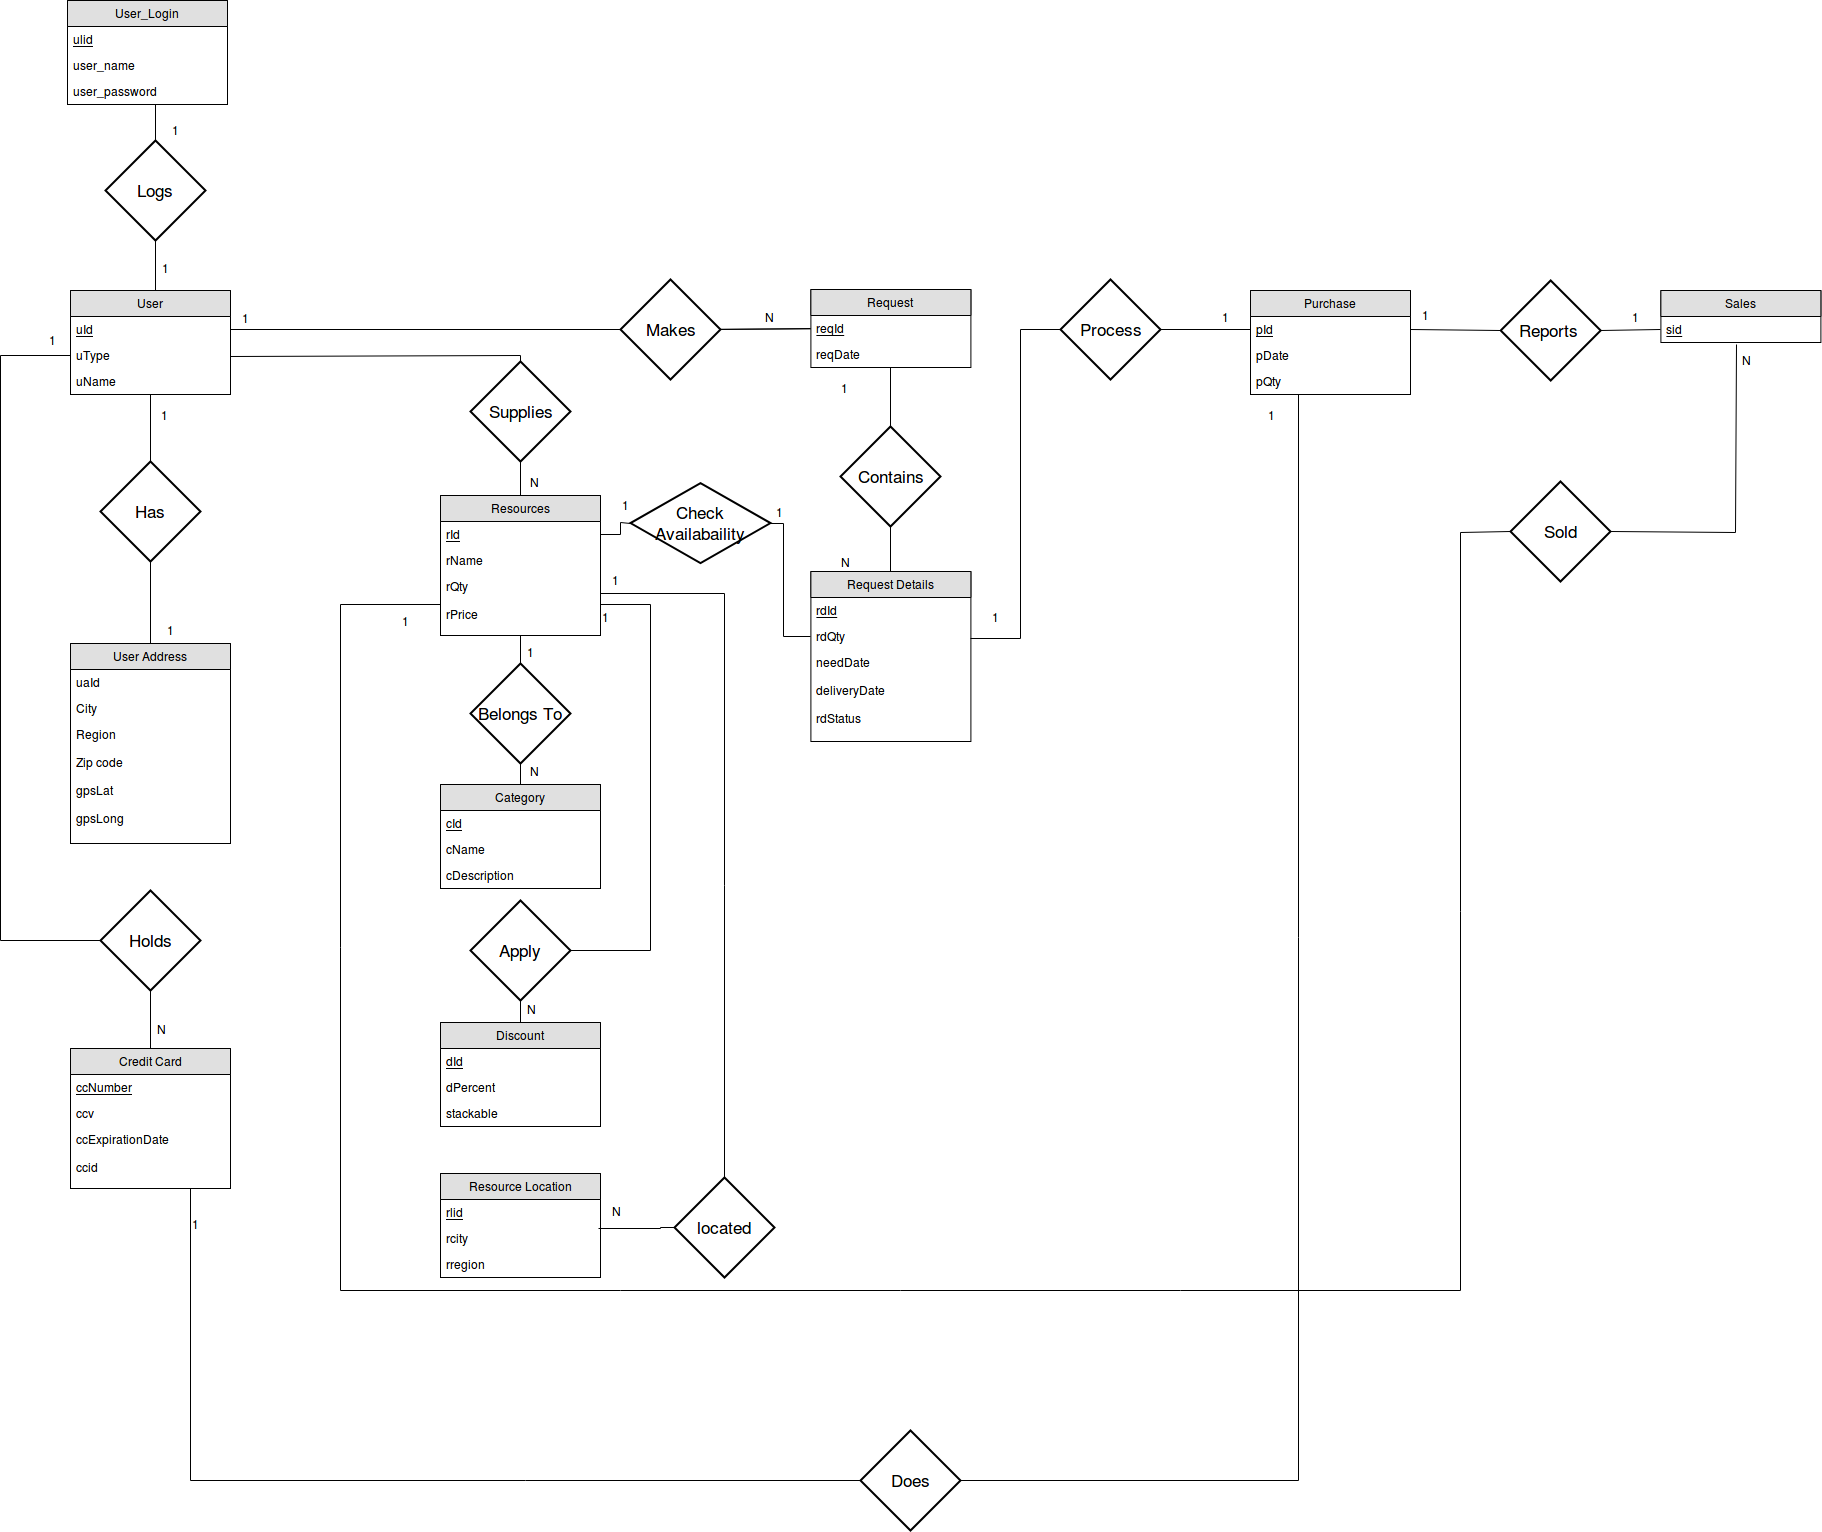 User_Login
ulid
user_name
user_password
1
Logs
1
User
uId
uType
uName
1
1
Makes
N
Request
reqId
reqDate
Process
1
Purchase
pId
pDate
pQty
1
Reports
1
Sales
sid
N
1
Has
1
User Address
uaId
City
Region
Zip code
gpsLat
gpsLong
Supplies
N
Resources
rId
rName
rQty
rPrice
1
Check
Availabaility
1
1
Contains
N
Request Details
rdId
rdQty
needDate
deliveryDate
rdStatus
1
1
Sold
1
1
1
1
Belongs To
N
Category
cId
cName
cDescription
Apply
N
Discount
dId
dPercent
stackable
Holds
N
Credit Card
ccNumber
ccv
ccExpirationDate
ccid
1
Resource Location
rlid
rcity
rregion
N
located
Does